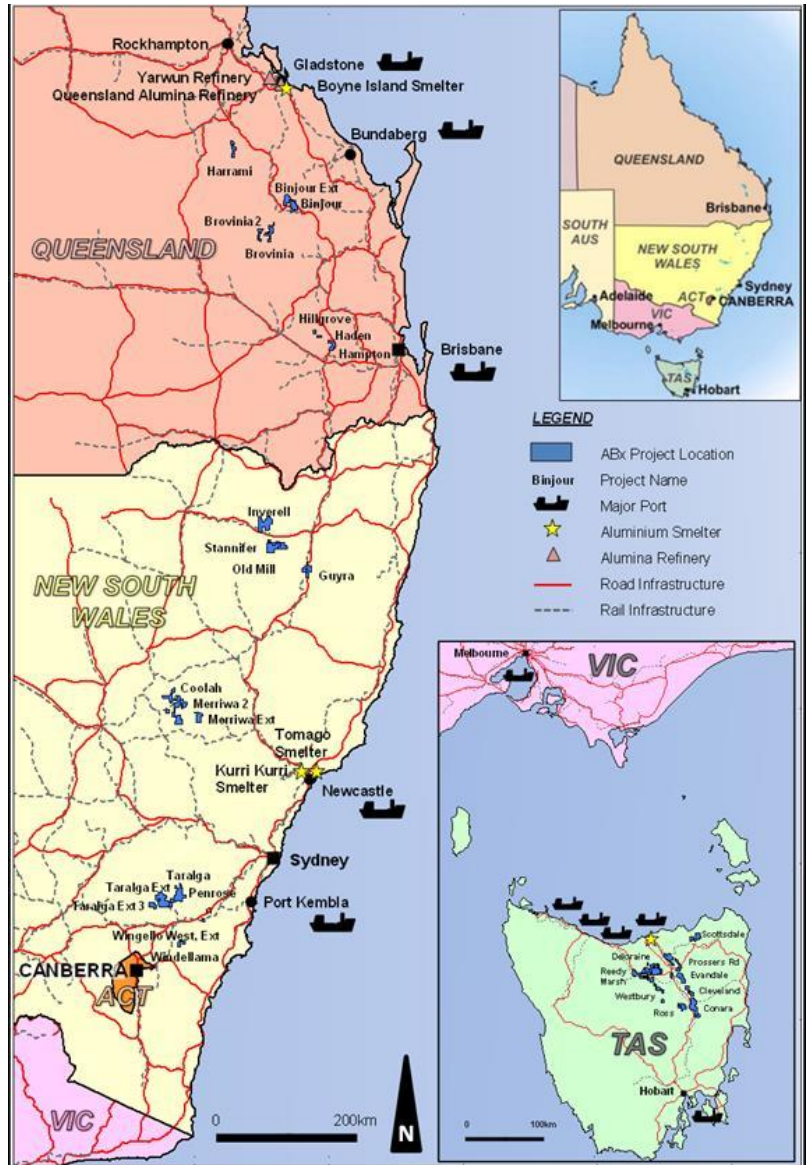 Rockhampton
Gladstone
Yarwun Refinery
Queensland Alumina Refinery
Boyne Island Smelter
Bundaberg
Harrami
Binjour Ext
Binjour
Brovinia 2
Brovinia
QUEENSLAND
Hillgrove
Haden
Hampton
Brisbane
Inverell
Stannifer
Old Mill
Guyra
NEW SOUTH
WALES
Coolah
Merriwa 2
Merriwa Ext
Tomago
Smelter
Kurri Kurri
Smelter
Newcastle
Sydney
Taralga
Taralga Ext
Penrose
Taralga Ext 3
Port Kembla
Wingello West, Ext
Windellama
CANBERRA
ACT
VIC
0
200km
N
QUEENSLAND
Brisbane
SOUTH
AUS
NEW SOUTH
WALES
Sydney
ACT
CANBERRA
Adelaide
VIC
Melbourne
TAS
Hobart
LEGEND
ABx Project Location
Binjour Project Name
Major Port
Aluminium Smelter
Alumina Refinery
Road Infrastructure
Rail Infrastructure
Melbourne
VIC
Scottsdale
Deloraine
Prossers Rd
Reedy
Marsh
Evandale
Westbury
Cleveland
Ross
Conara
TAS
Hobart
0
100km